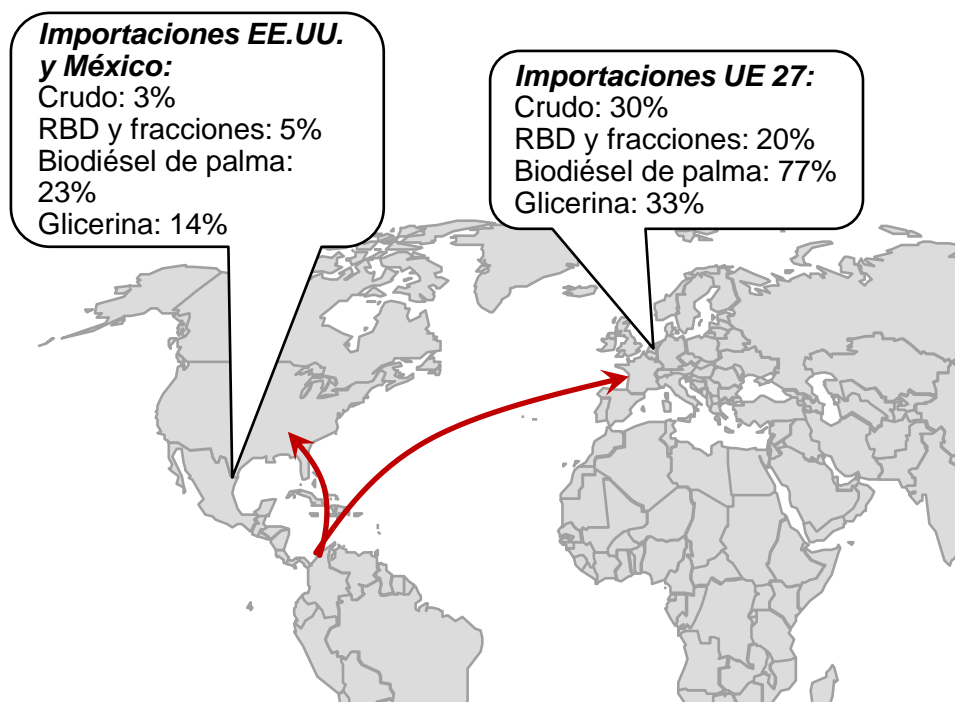 Importaciones EE.UU.
y México:
Crudo: 3%
RBD y fracciones: 5%
Biodiésel de palma:
23%
Glicerina: 14%
Importaciones UE 27:
Crudo: 30%
RBD y fracciones: 20%
Biodiésel de palma: 77%
Glicerina: 33%